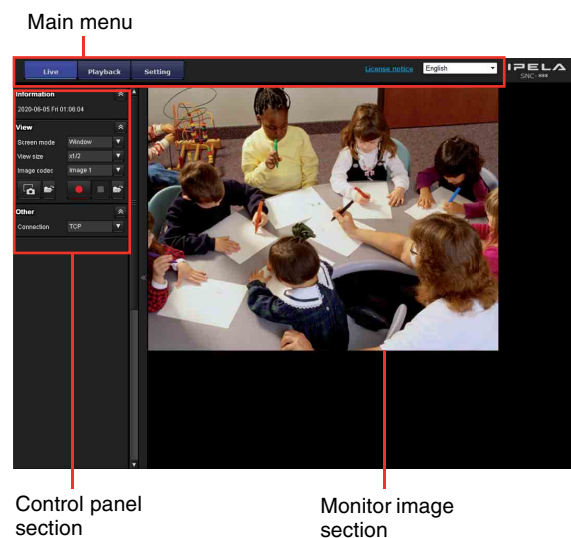 Main menu
Live Playback Setting License notice English IPELA
SNC-###
Information
2020-06-05 Fri 01:06:04
View
Screen mode Window
View size x1/2
Image codec Image 1
Other
Connection TCP
Control panel
section
Monitor image
section